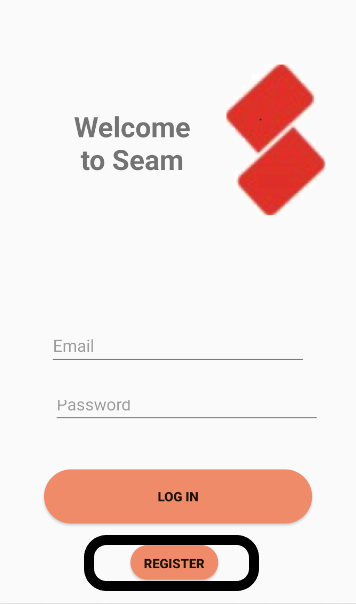 Welcome
to Seam
Email
Password
LOG IN
REGISTER